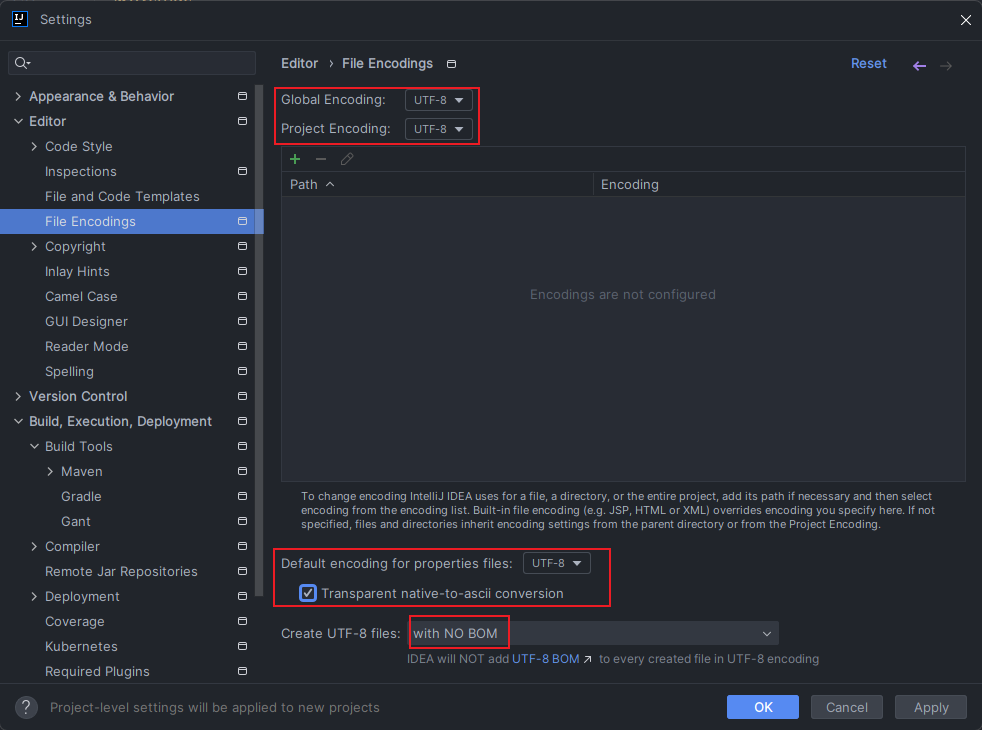 Settings
Editor › File Encodings
Reset
Appearance & Behavior
Editor
Code Style
Inspections
File and Code Templates
File Encodings
Copyright
Inlay Hints
Camel Case
GUI Designer
Reader Mode
Spelling
Version Control
Build, Execution, Deployment
Build Tools
Maven
Gradle
Gant
Compiler
Remote Jar Repositories
Deployment
Coverage
Kubernetes
Required Plugins
Global Encoding: UTF-8
Project Encoding: UTF-8
Path Encoding
Encodings are not configured
To change encoding IntelliJ IDEA uses for a file, a directory, or the entire project, add its path if necessary and then select
encoding from the encoding list. Built-in file encoding (e.g. JSP, HTML or XML) overrides encoding you specify here. If not
specified, files and directories inherit encoding settings from the parent directory or from the Project Encoding.
Default encoding for properties files: UTF-8
Transparent native-to-ascii conversion
Create UTF-8 files: with NO BOM
IDEA will NOT add UTF-8 BOM ↗ to every created file in UTF-8 encoding
? Project-level settings will be applied to new projects
OK Cancel Apply